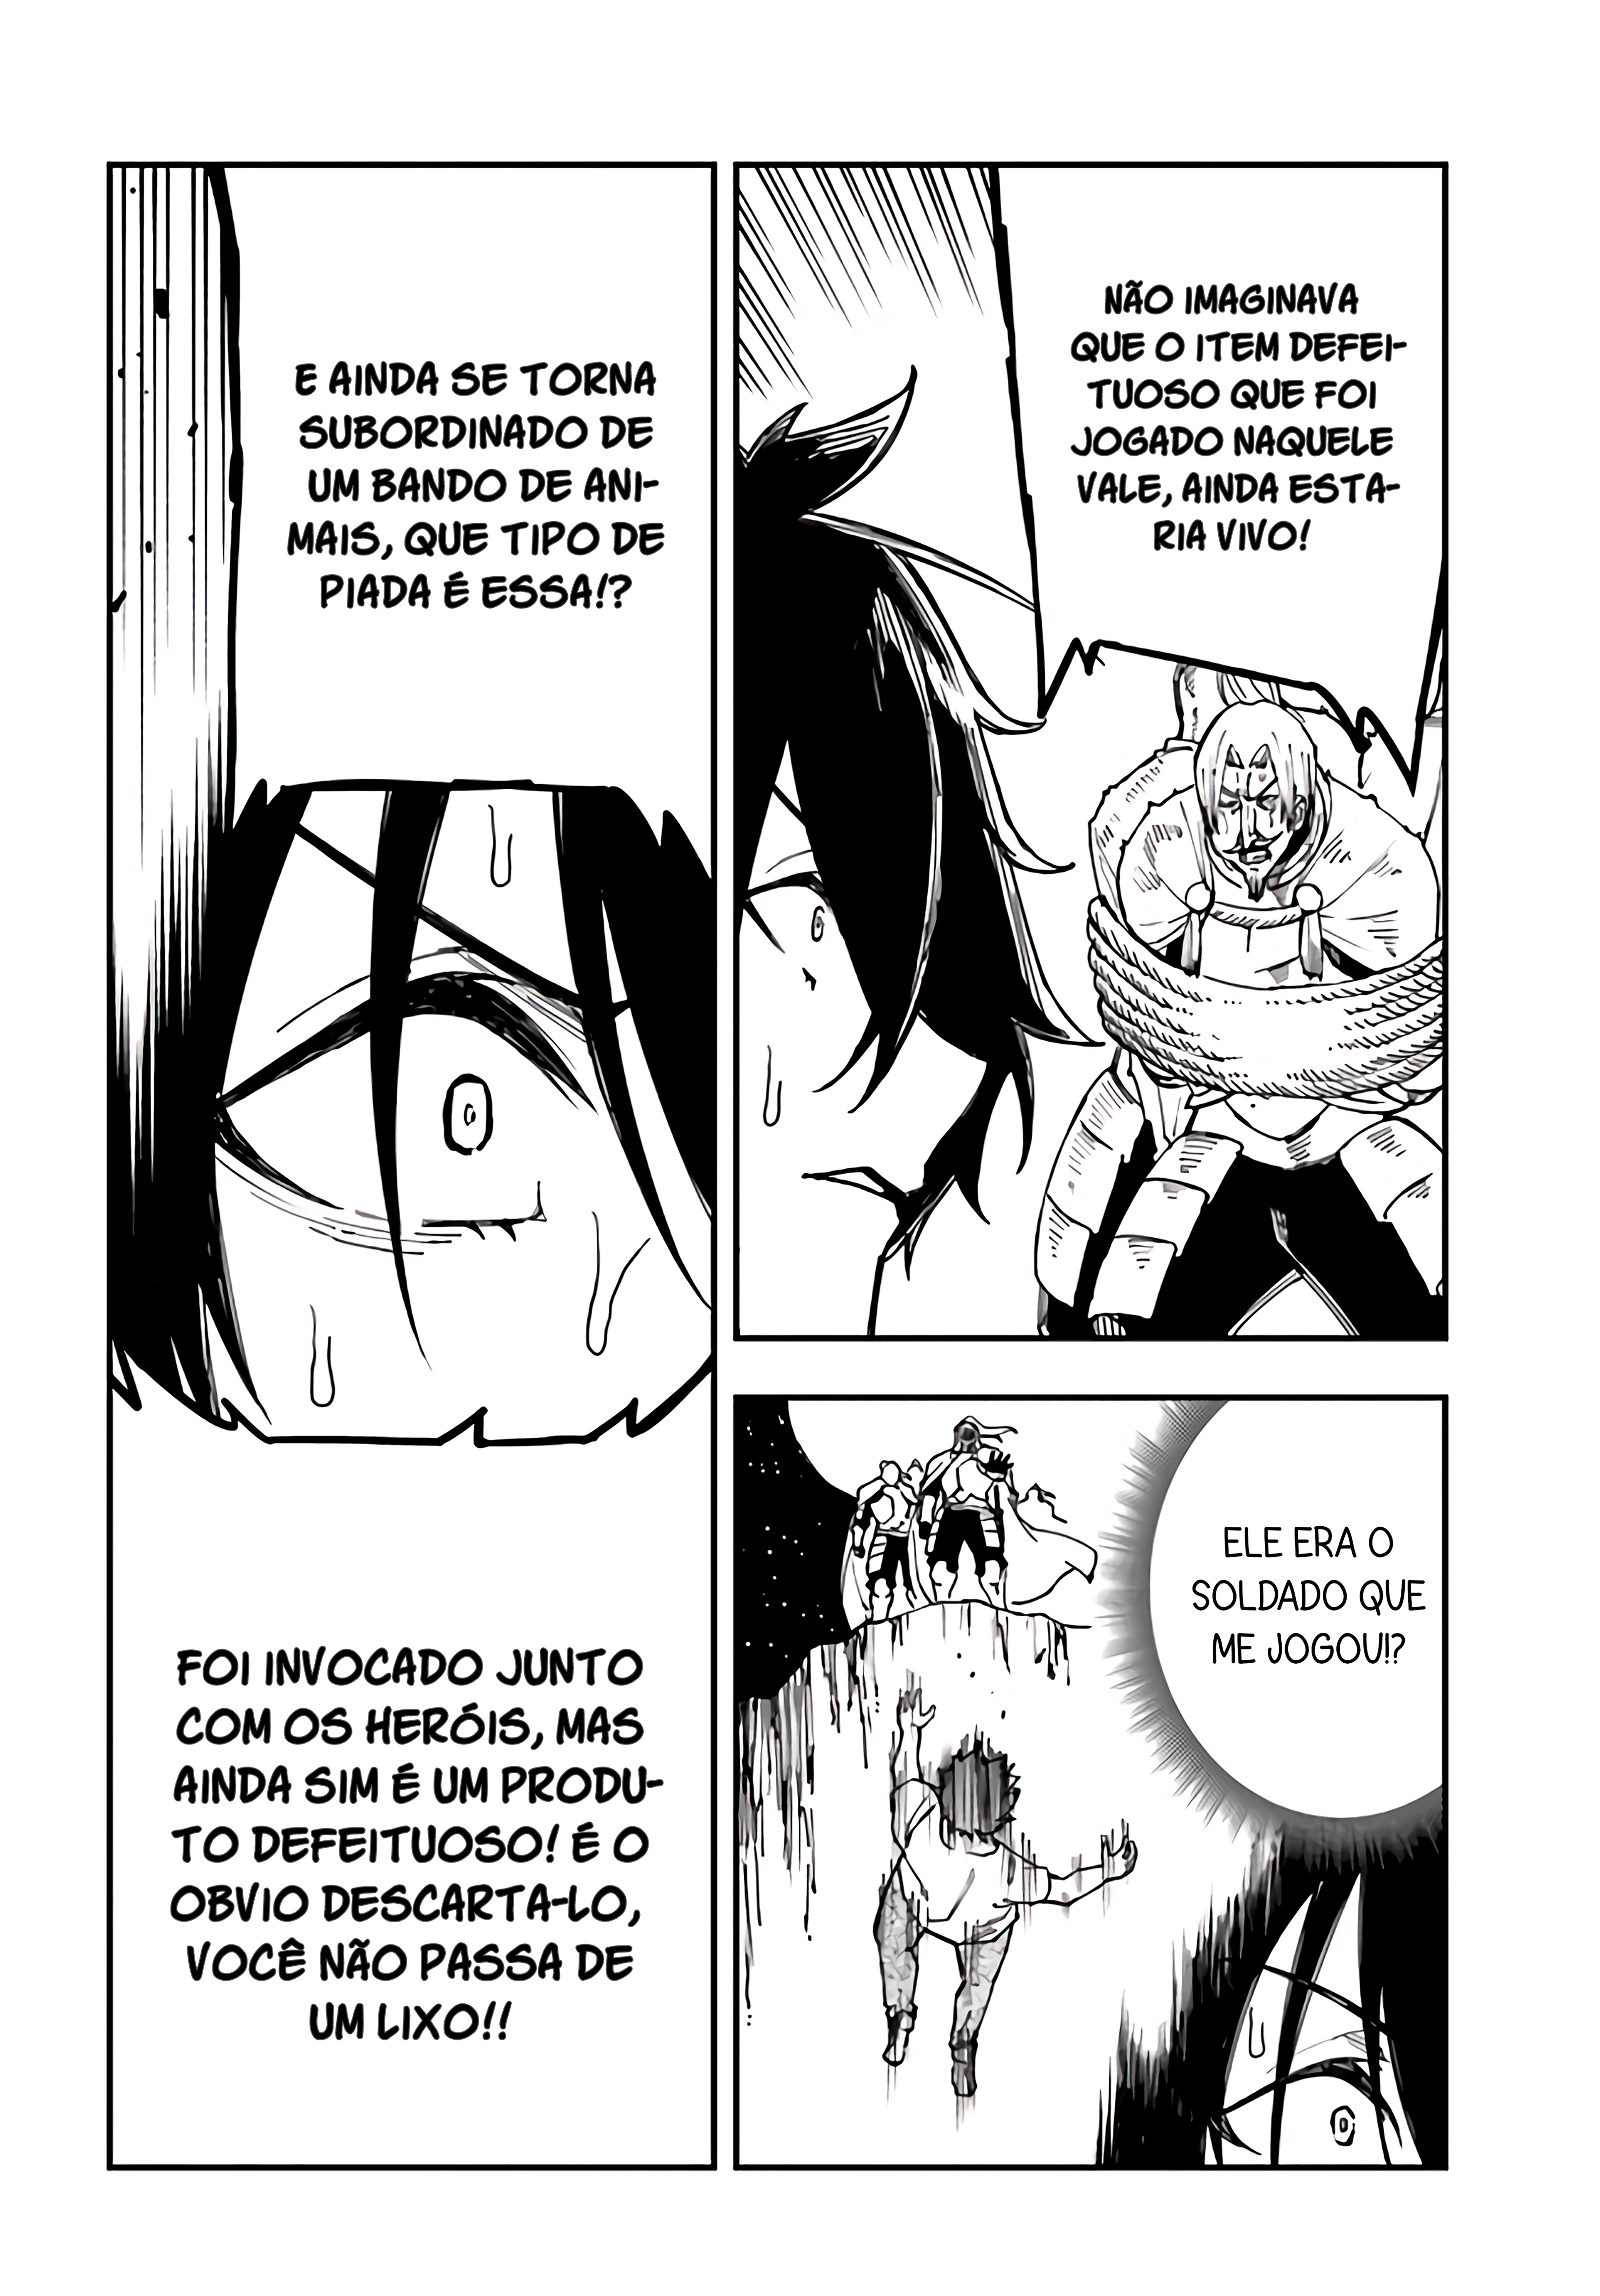 NÃO IMAGINAVA
QUE O ITEM DEFEI-
TUOSO QUE FOI
JOGADO NAQUELE
VALE, AINDA ESTA-
RIA VIVO!
ELE ERA O
SOLDADO QUE
ME JOGOU!?
E AINDA SE TORNA
SUBORDINADO DE
UM BANDO DE ANI-
MAIS, QUE TIPO DE
PIADA É ESSA!?
FOI INVOCADO JUNTO
COM OS HERÓIS, MAS
AINDA SIM É UM PRODU-
TO DEFEITUOSO! É O
OBVIO DESCARTA-LO,
VOCÊ NÃO PASSA DE
UM LIXO!!